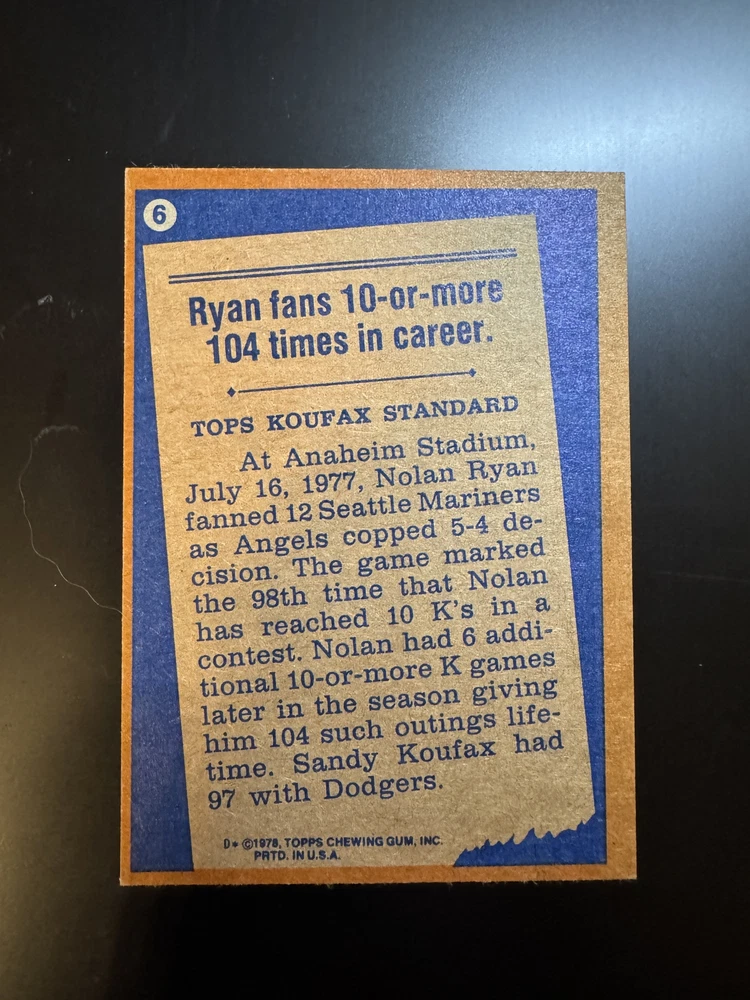 6
Ryan fans 10-or-more
104 times in career.
TOPS KOUFAX STANDARD
At Anaheim Stadium,
July 16, 1977, Nolan Ryan
fanned 12 Seattle Mariners
as Angels copped 5-4 de-
cision. The game marked
the 98th time that Nolan
has reached 10 K's in a
contest. Nolan had 6 addi-
tional 10-or-more K games
later in the season giving
him 104 such outings life-
time. Sandy Koufax had
97 with Dodgers.
D* ©1978, TOPPS CHEWING GUM, INC.
PRTD. IN U.S.A.